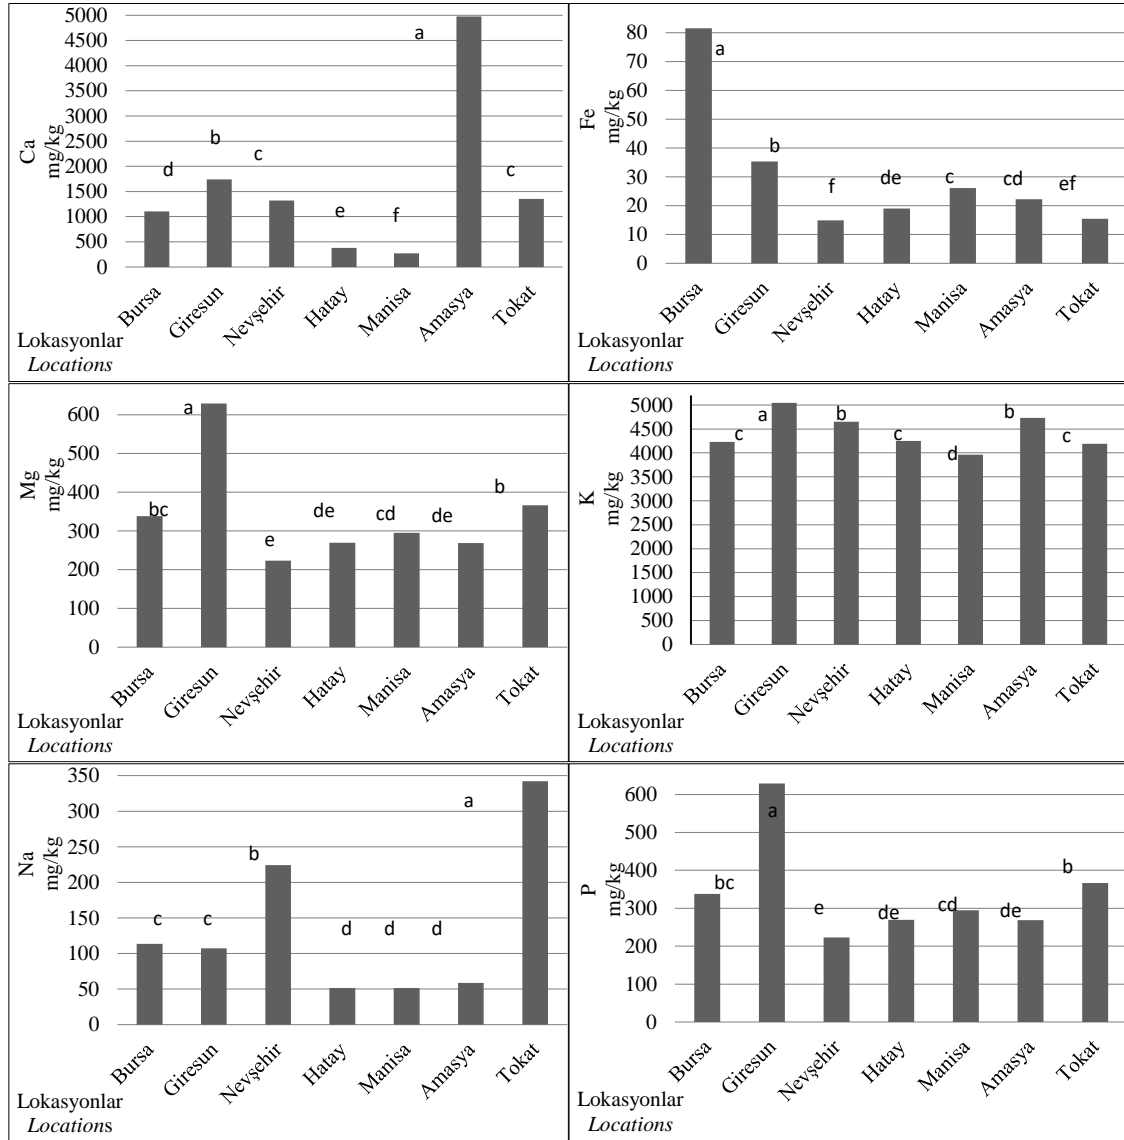 5000
4500
4000
3500
3000
2500
2000
1500
1000
500
0
Ca
mg/kg
d
b
c
e
f
a
c
Bursa
Giresun
Nevşehir
Hatay
Manisa
Amasya
Tokat
Lokasyonlar
Locations
80
70
60
50
40
30
20
10
0
Fe
mg/kg
a
b
f
de
c
cd
ef
Bursa
Giresun
Nevşehir
Hatay
Manisa
Amasya
Tokat
Lokasyonlar
Locations
600
500
400
300
200
100
0
Mg
mg/kg
bc
a
e
de
cd
de
b
Bursa
Giresun
Nevşehir
Hatay
Manisa
Amasya
Tokat
Lokasyonlar
Locations
5000
4500
4000
3500
3000
2500
2000
1500
1000
500
0
K
mg/kg
c
a
b
c
d
b
c
Bursa
Giresun
Nevşehir
Hatay
Manisa
Amasya
Tokat
Lokasyonlar
Locations
350
300
250
200
150
100
50
0
Na
mg/kg
c
c
b
d
d
d
a
Bursa
Giresun
Nevşehir
Hatay
Manisa
Amasya
Tokat
Lokasyonlar
Locations
600
500
400
300
200
100
0
P
mg/kg
bc
a
e
de
cd
de
b
Bursa
Giresun
Nevşehir
Hatay
Manisa
Amasya
Tokat
Lokasyonlar
Locations